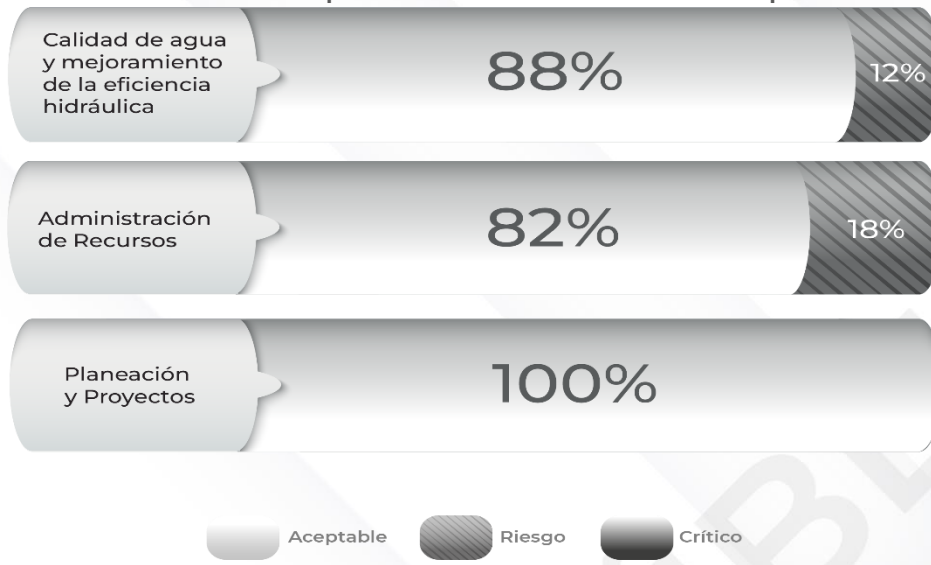 Calidad de agua
y mejoramiento
de la eficiencia
hidráulica
88%
12%
Administración
de Recursos
82%
18%
Planeación
y Proyectos
100%
Aceptable
Riesgo
Crítico